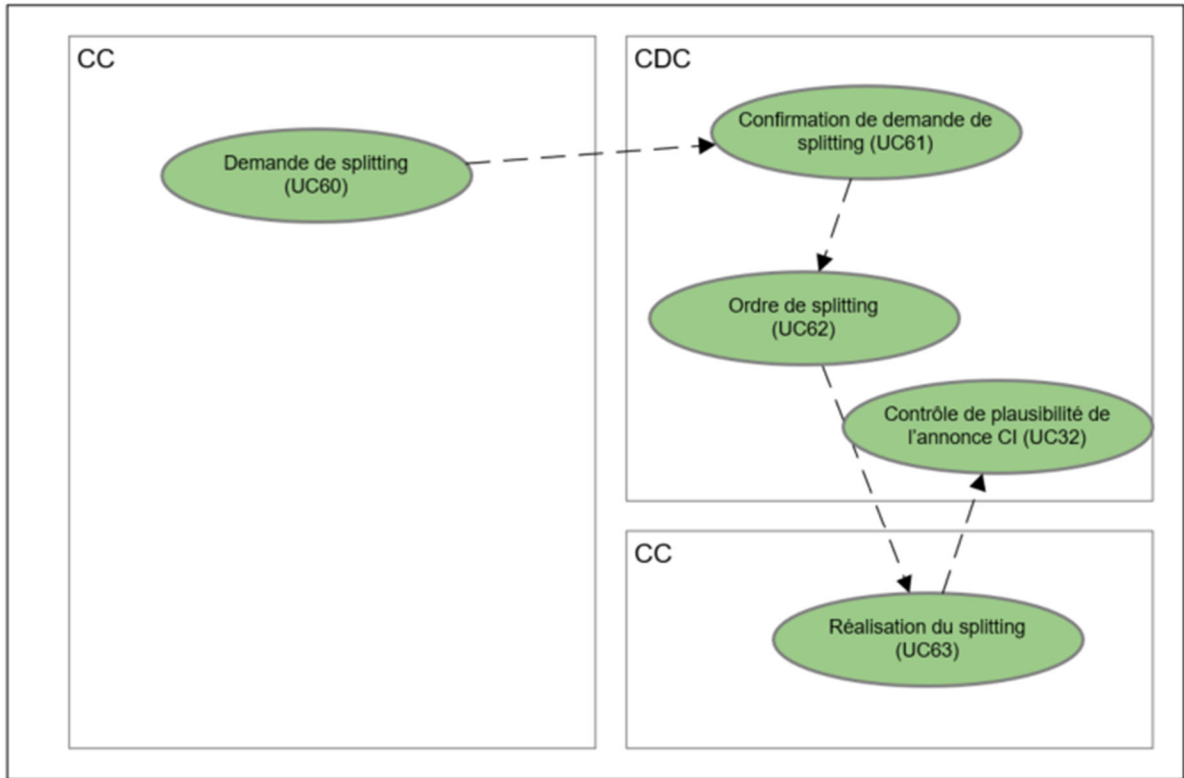 CC
Demande de splitting
(UC60)
CDC
Confirmation de demande de
splitting (UC61)
Ordre de splitting
(UC62)
Contrôle de plausibilité de
l'annonce CI (UC32)
CC
Réalisation du splitting
(UC63)